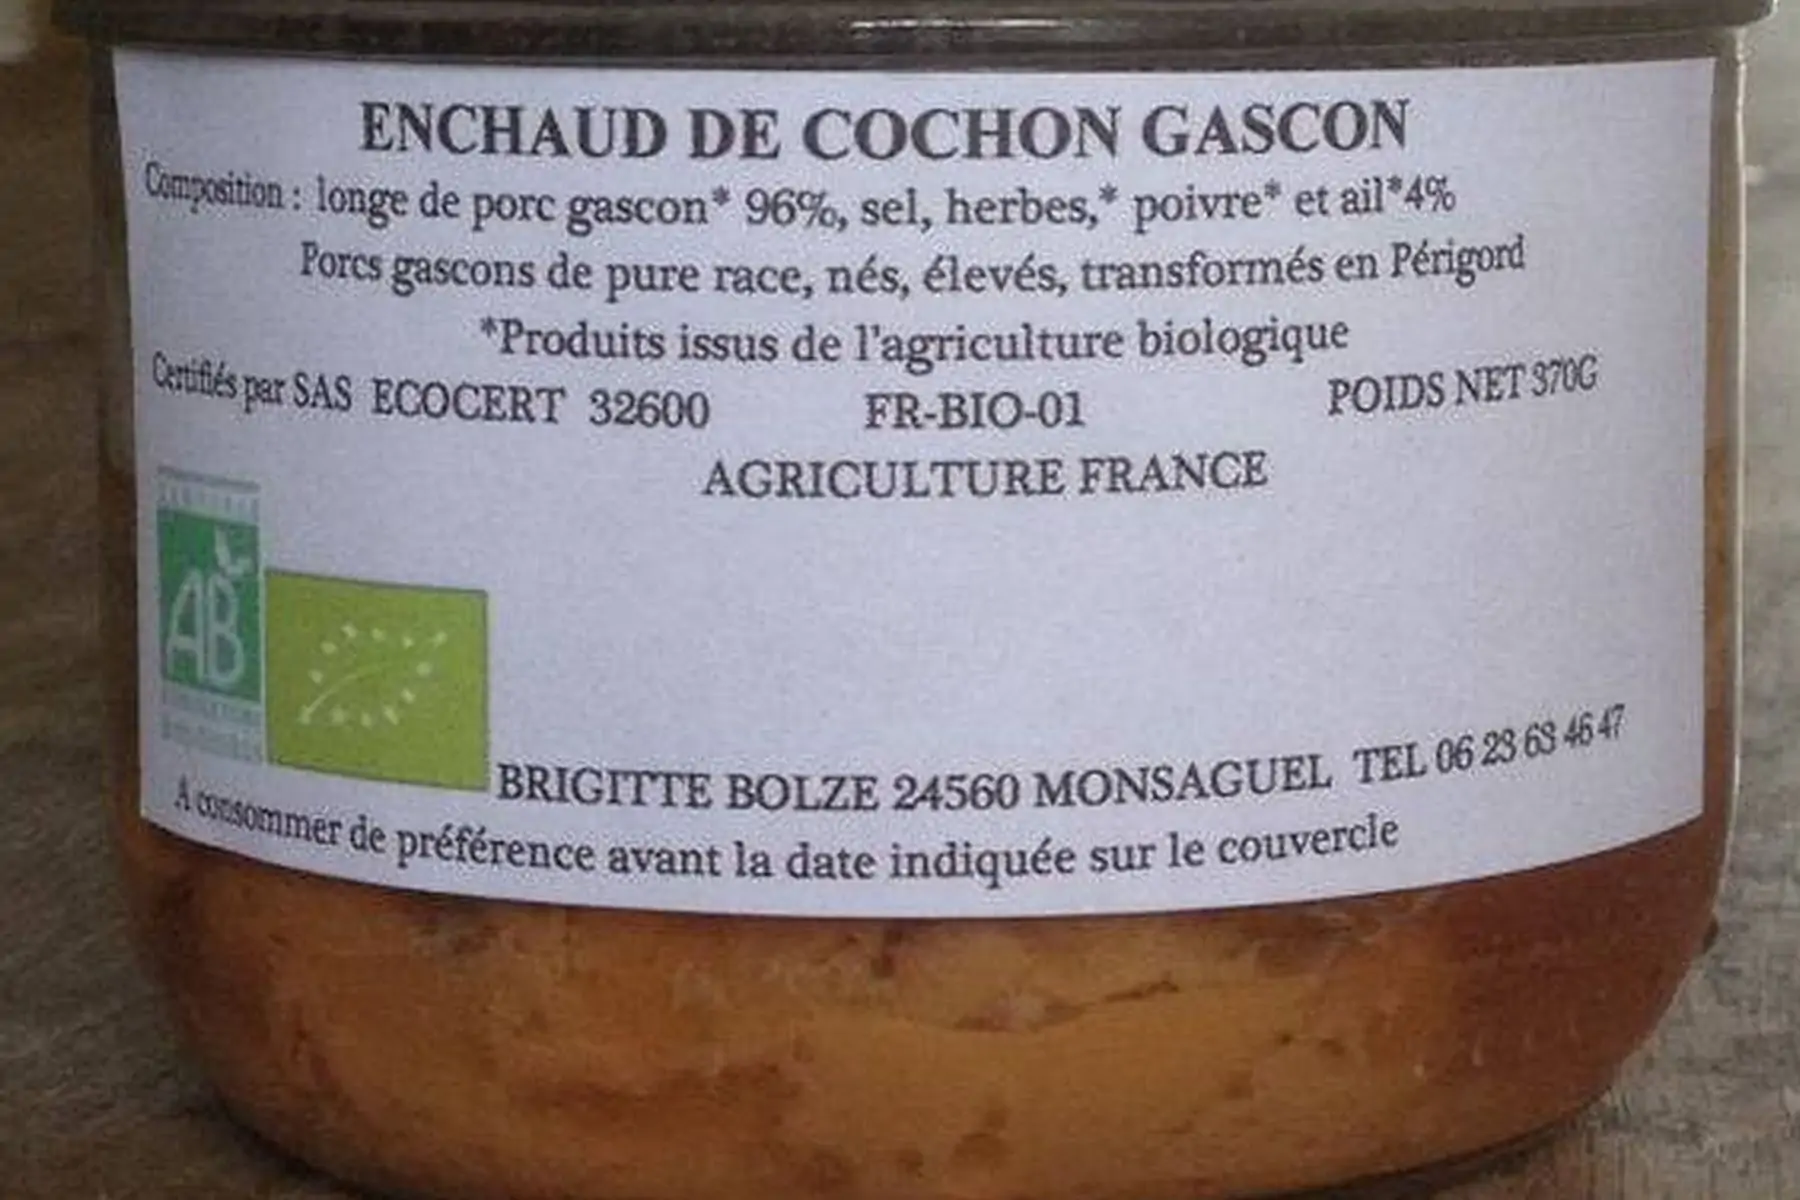 ENCHAUD DE COCHON GASCON
Composition : longe de porc gascon* 96%, sel, herbes,* poivre* et ail*4%
Porcs gascons de pure race, nés, élevés, transformés en Périgord
*Produits issus de l'agriculture biologique
Certifiés par SAS ECOCERT 32600 FR-BIO-01 POIDS NET 370G
AGRICULTURE FRANCE
AB
BRIGITTE BOLZE 24560 MONSAGUEL TEL 06 23 63 46 47
A consommer de préférence avant la date indiquée sur le couvercle